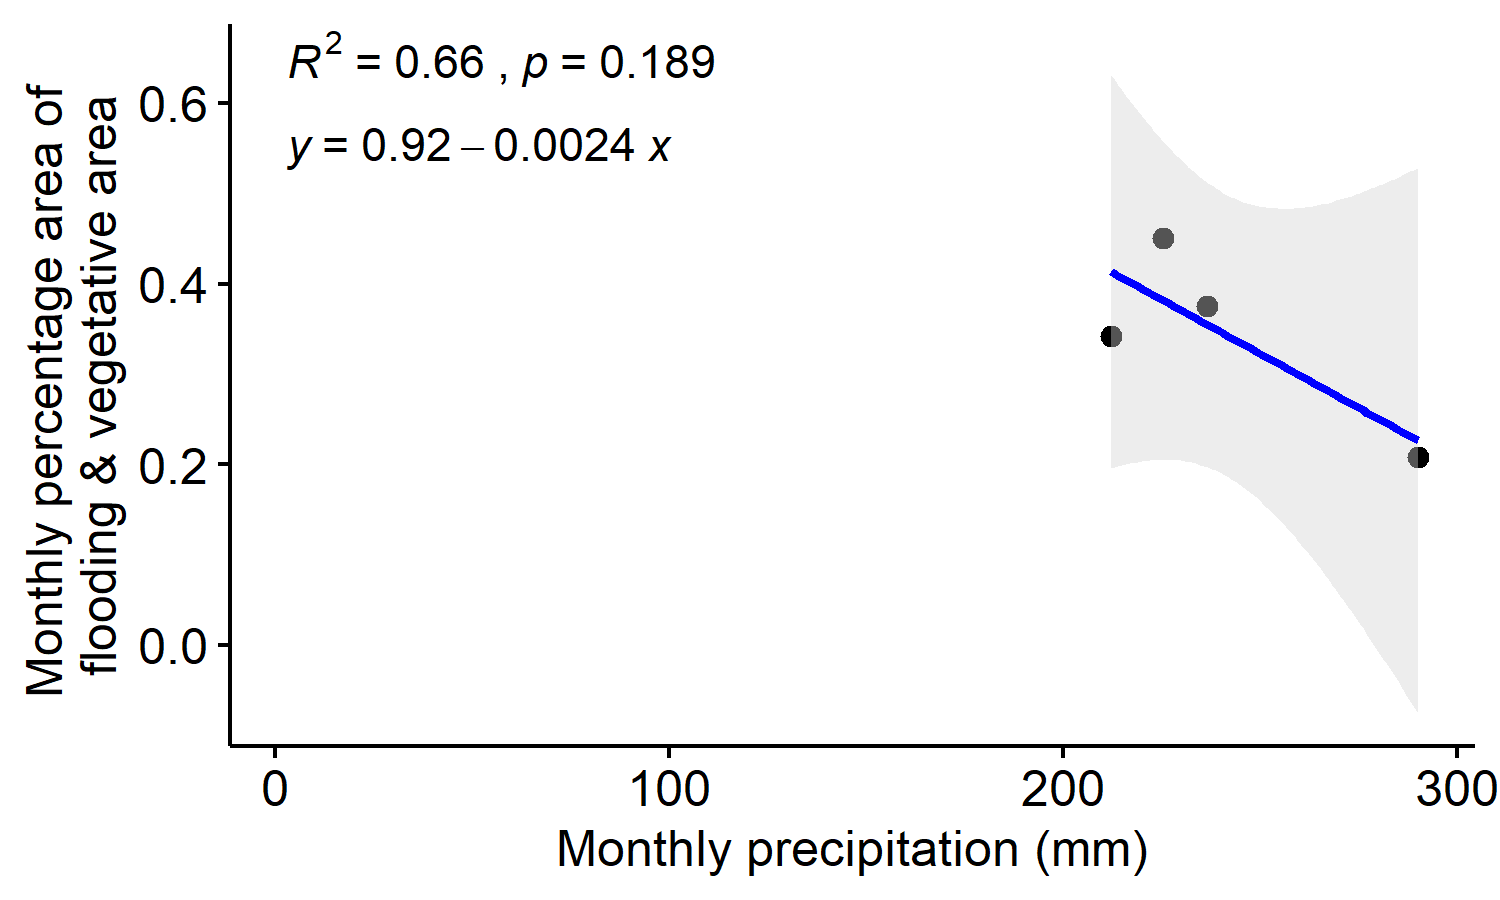 R² = 0.66 , p = 0.189
y = 0.92 – 0.0024 x
Monthly percentage area of
flooding & vegetative area
0.6
0.4
0.2
0.0
0
100
200
300
Monthly precipitation (mm)